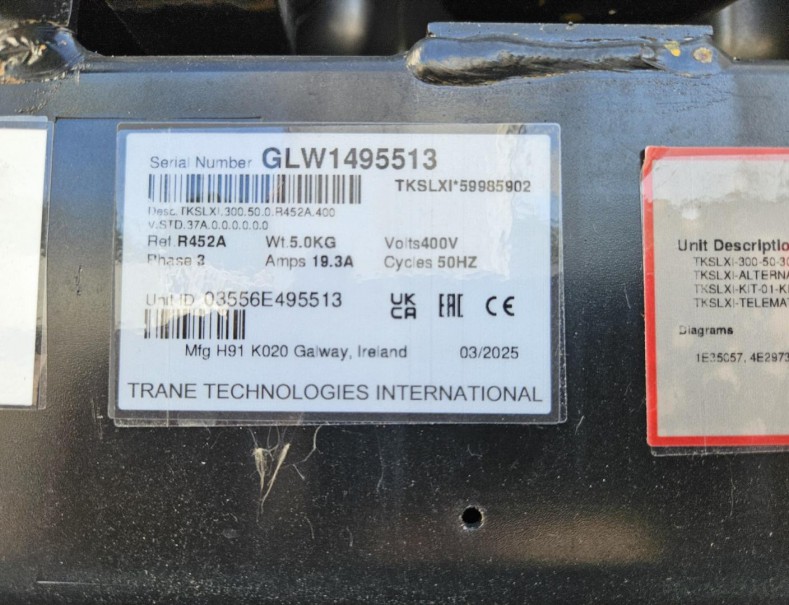 Serial Number GLW1495513
TKSLXI*59985902
Desc. TKSLXI.300.50.0.R452A.400
V.STD.37A.0.0.0.0.0.0
Ref. R452A Wt.5.0KG Volts400V
Phase 3 Amps 19.3A Cycles 50HZ
Unit ID 03556E495513 UK CA EAC CE
Mfg H91 K020 Galway, Ireland 03/2025
TRANE TECHNOLOGIES INTERNATIONAL
Unit Descriptio
TKSLXI-300-50-30
TKSLXI-ALTERNA
TKSLXI-KIT-01-KI
TKSLXI-TELEMAT
Diagrams
1E35057, 4E2973